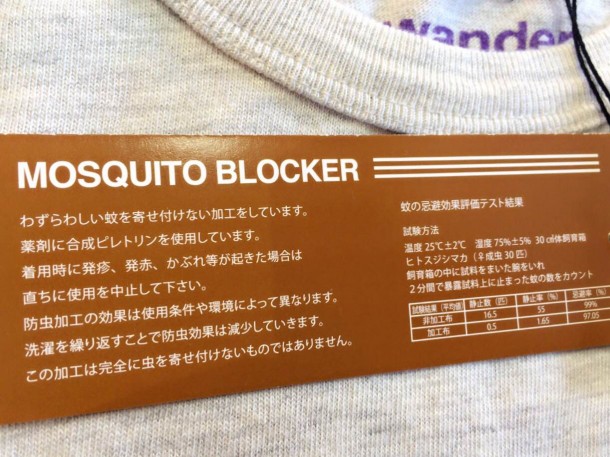 Wander
MOSQUITO BLOCKER
わずらわしい蚊を寄せ付けない加工をしています。
薬剤に合成ピレトリンを使用しています。
着用時に発疹、発赤、かぶれ等が起きた場合は
直ちに使用を中止して下さい。
防虫加工の効果は使用条件や環境によって異なります。
洗濯を繰り返すことで防虫効果は減少していきます。
この加工は完全に虫を寄せ付けないものではありません。
蚊の忌避効果評価テスト結果
試験方法
温度 25℃±2℃ 湿度 75%±5% 30㎤体飼育箱
ヒトスジシマカ（♀成虫 30 匹）
飼育箱の中に試料をまいた腕をいれ
2 分間で暴露試料上に止まった蚊の数をカウント
試験結果（平均値） 静止数（匹） 静止率（%） 忌避率（%）
非加工布 16.5 55 99%
加工布 0.5 1.65 97.05